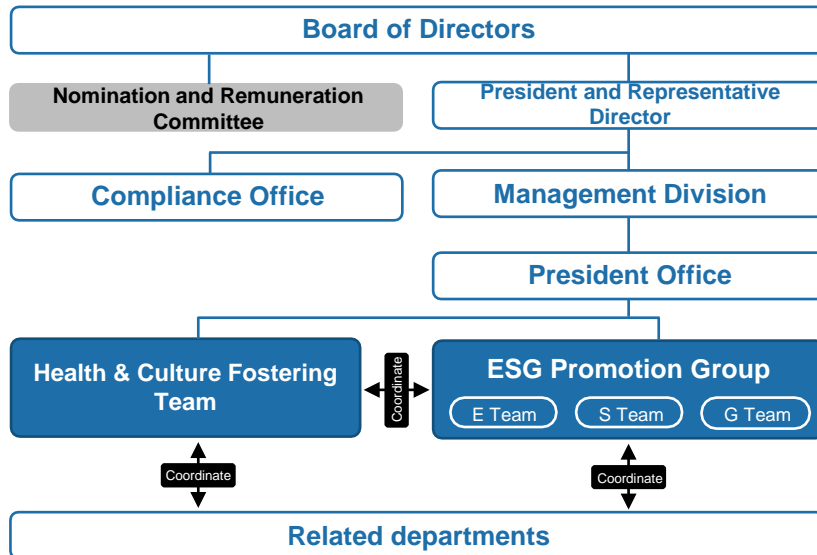 Board of Directors
Nomination and Remuneration
Committee
President and Representative
Director
Compliance Office
Management Division
President Office
Health & Culture Fostering
Team
Coordinate
ESG Promotion Group
E Team
S Team
G Team
Coordinate
Coordinate
Related departments